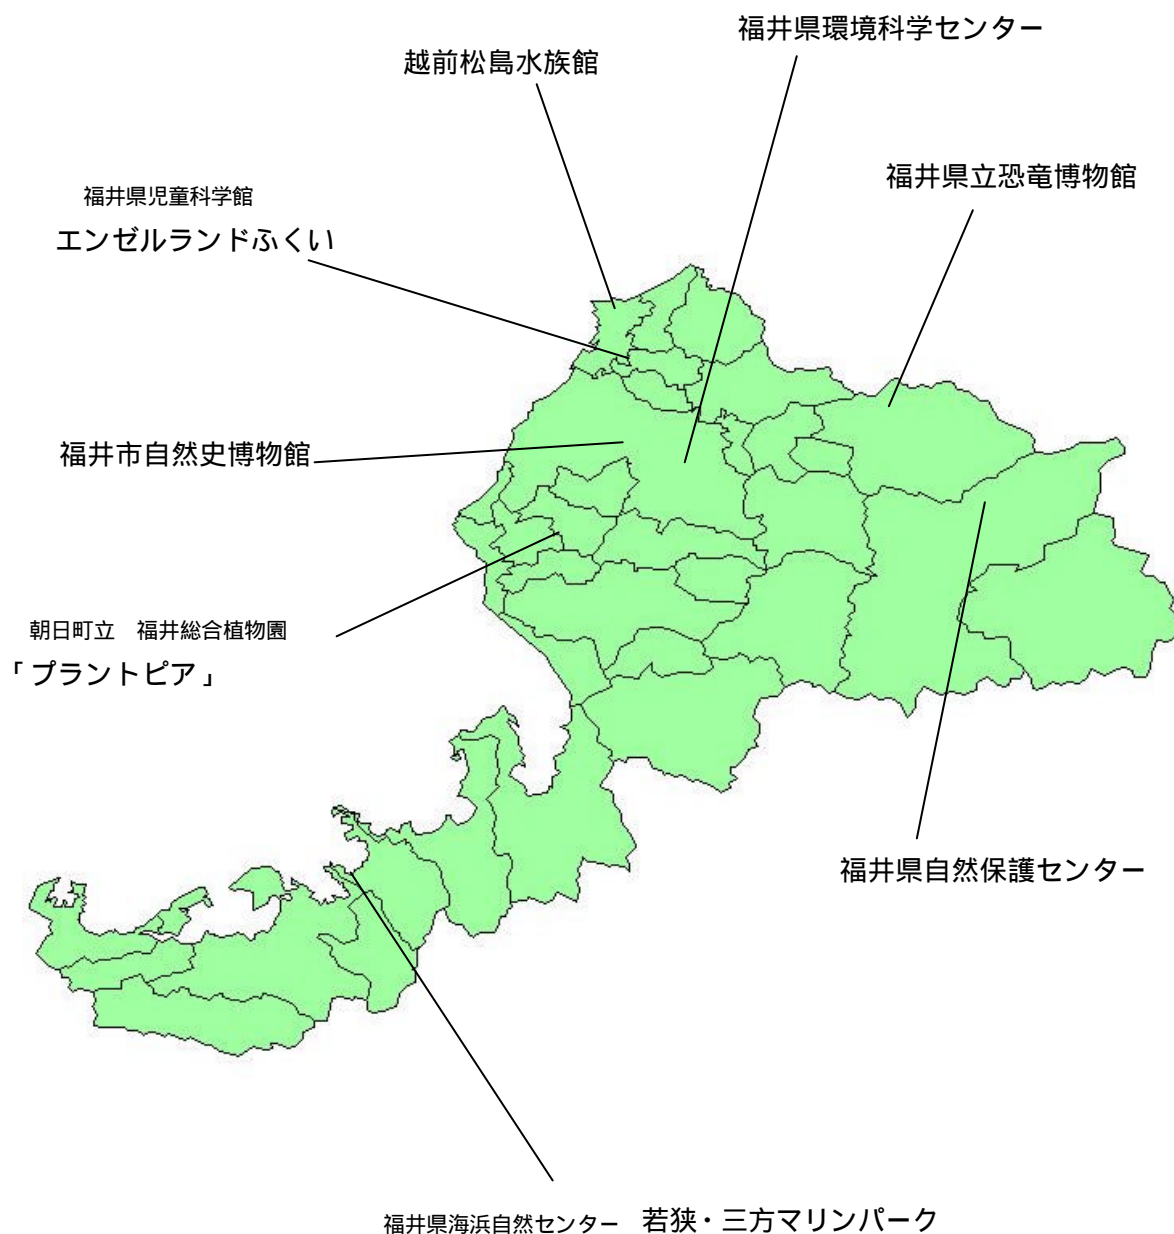 福井県環境科学センター
越前松島水族館
福井県立恐竜博物館
福井県児童科学館
エンゼルランドふくい
福井市自然史博物館
朝日町立　福井総合植物園
「プラントピア」
福井県自然保護センター
福井県海浜自然センター　若狭・三方マリンパーク